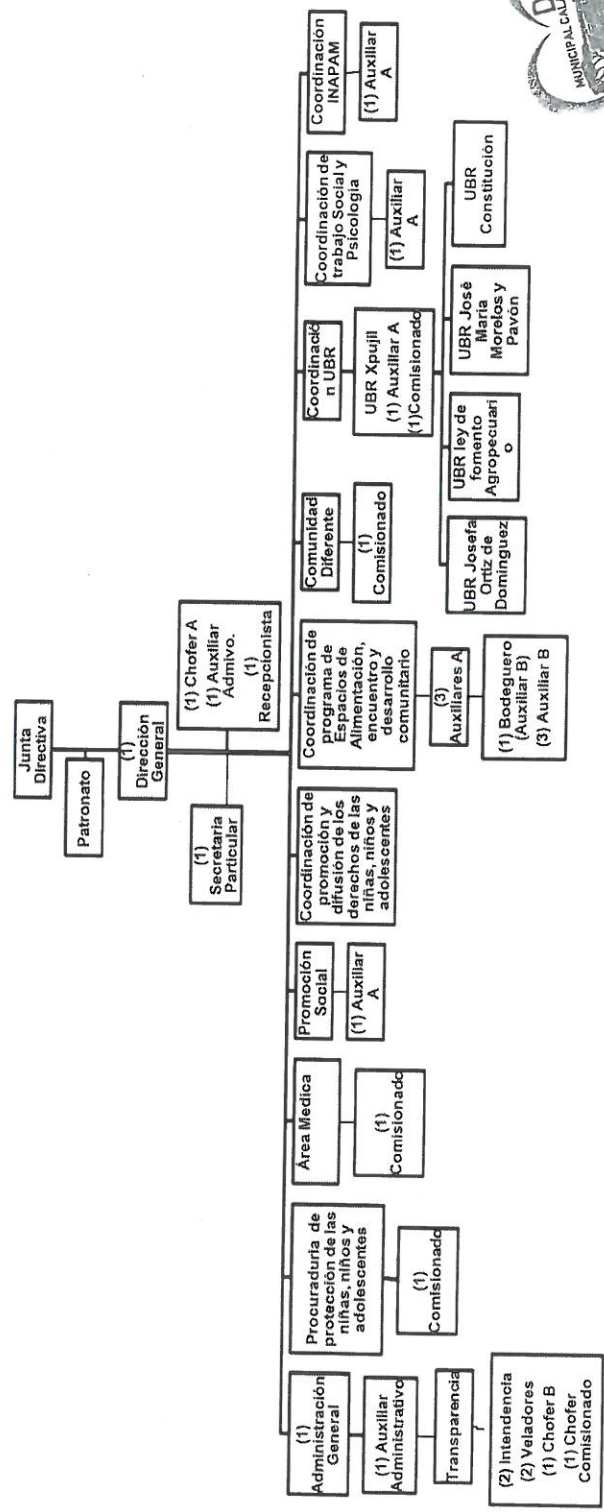 Junta
Directiva
Patronato
(1)
Dirección
General
(1)
Secretaria
Particular
(1) Chofer A
(1) Auxiliar
Admivo.
(1)
Recepcionista
(1)
Administración
General
(1) Auxiliar
Administrativo
Transparencia
(2) Intendencia
(2) Veladores
(1) Chofer B
(1) Chofer
Comisionado
Procuraduria de
protección de las
niñas, niños y
adolescentes
(1)
Comisionado
Área Medica
(1)
Comisionado
Promoción
Social
(1) Auxiliar
A
Coordinación de
promoción y
difusión de los
derechos de las
niñas, niños y
adolescentes
Coordinación de
programa de
Espacios de
Alimentación,
encuentro y
desarrollo
comunitario
(3)
Auxiliares A
(1) Bodeguero
(Auxiliar B)
(3) Auxiliar B
Comunidad
Diferente
(1)
Comisionado
Coordinació
n UBR
UBR Xpujil
(1) Auxiliar A
(1)Comisionado
UBR Josefa
Ortiz de
Domínguez
UBR ley de
fomento
Agropecuari
o
UBR José
Maria
Morelos y
Pavón
UBR
Constitución
Coordinación de
trabajo Social y
Psicologia
(1) Auxiliar
A
Coordinación
INAPAM
(1) Auxiliar
A
MUNICIPAL